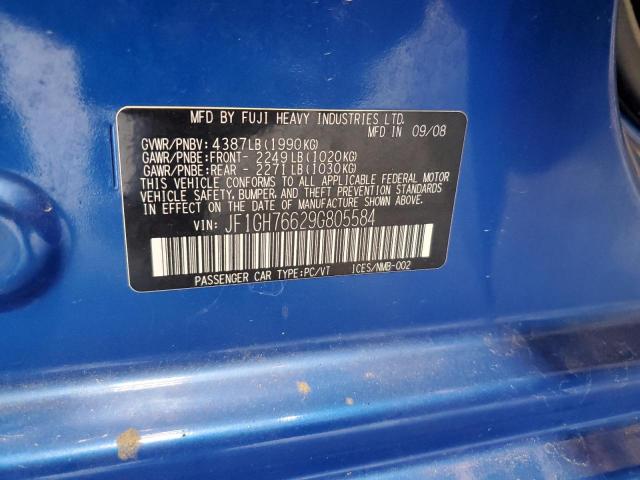 MFD BY FUJI HEAVY INDUSTRIES LTD.
MFD IN 09/08
GVWR/PNBV: 4387LB(1990KG)
GAWR/PNBE:FRONT- 2249LB(1020KG)
GAWR/PNBE:REAR - 2271LB(1030KG)
THIS VEHICLE CONFORMS TO ALL APPLICABLE FEDERAL MOTOR
VEHICLE SAFETY, BUMPER, AND THEFT PREVENTION STANDARDS
IN EFFECT ON THE DATE OF MANUFACTURE SHOWN ABOVE.
VIN: JF1GH76629G805584
PASSENGER CAR TYPE:PC/VT ICES/NMB-002